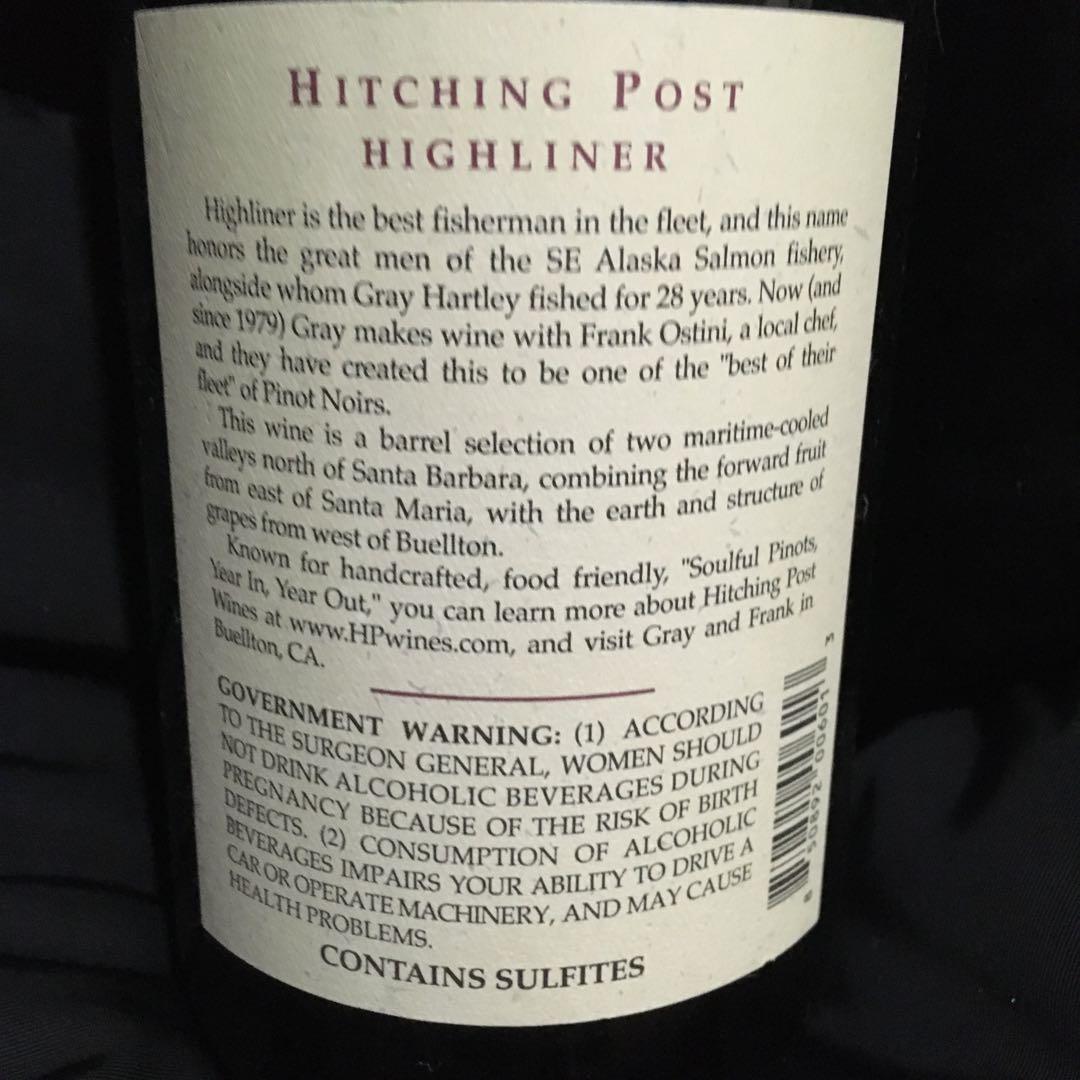 HITCHING POST
HIGHLINER
Highliner is the best fisherman in the fleet, and this name
honors the great men of the SE Alaska Salmon fishery,
alongside whom Gray Hartley fished for 28 years. Now (and
since 1979) Gray makes wine with Frank Ostini, a local chef,
and they have created this to be one of the "best of their
fleet" of Pinot Noirs.
This wine is a barrel selection of two maritime-cooled
valleys north of Santa Barbara, combining the forward fruit
from east of Santa Maria, with the earth and structure of
grapes from west of Buellton.
Known for handcrafted, food friendly, "Soulful Pinots,
Year In, Year Out," you can learn more about Hitching Post
Wines at www.HPwines.com, and visit Gray and Frank in
Buellton, CA.
GOVERNMENT WARNING: (1) ACCORDING
TO THE SURGEON GENERAL, WOMEN SHOULD
NOT DRINK ALCOHOLIC BEVERAGES DURING
PREGNANCY BECAUSE OF THE RISK OF BIRTH
DEFECTS. (2) CONSUMPTION OF ALCOHOLIC
BEVERAGES IMPAIRS YOUR ABILITY TO DRIVE A
CAR OR OPERATE MACHINERY, AND MAY CAUSE
HEALTH PROBLEMS.
CONTAINS SULFITES
8 50892 00601 3